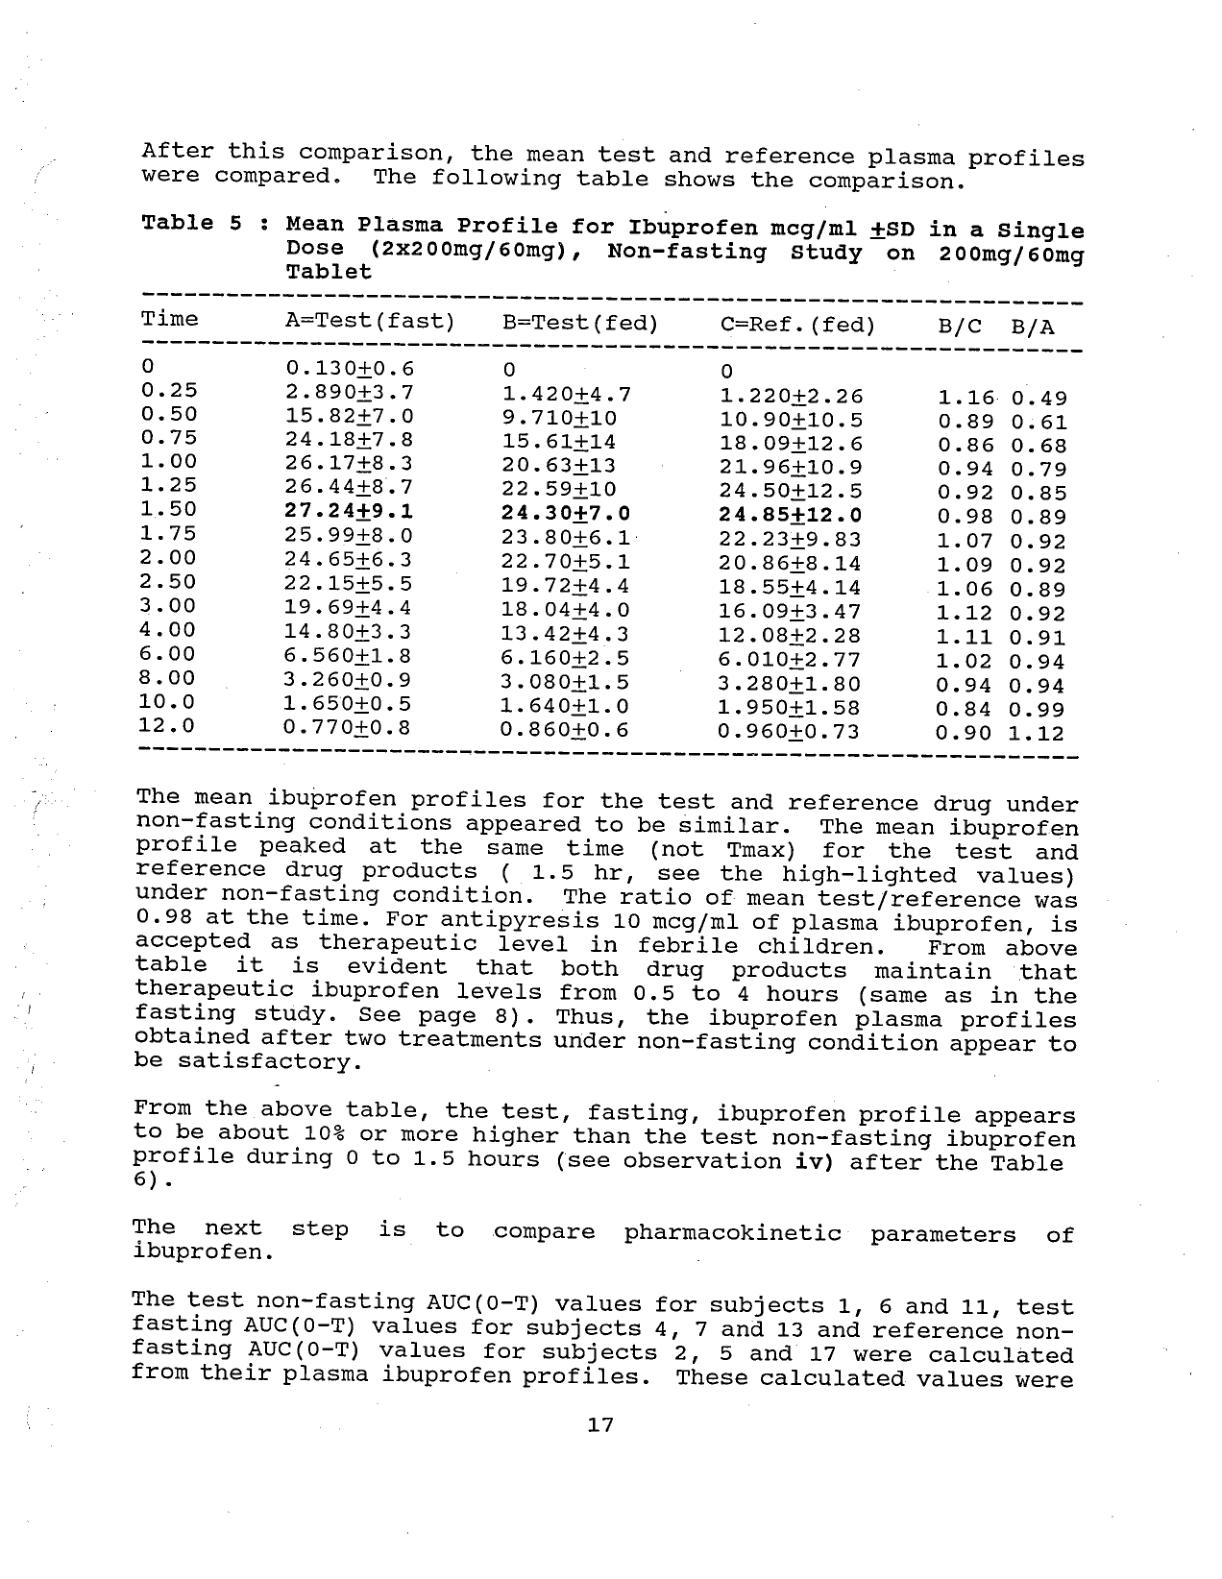 After this comparison, the mean test and reference plasma profiles
were compared. The following table shows the comparison.
Table 5 : Mean Plasma Profile for Ibuprofen mcg/ml ±SD in a Single
Dose (2x200mg/60mg), Non-fasting Study on 200mg/60mg
Tablet
Time A=Test(fast) B=Test(fed) C=Ref.(fed) B/C B/A
0 0.130±0.6 0 0
0.25 2.890±3.7 1.420±4.7 1.220±2.26 1.16 0.49
0.50 15.82±7.0 9.710±10 10.90±10.5 0.89 0.61
0.75 24.18±7.8 15.61±14 18.09±12.6 0.86 0.68
1.00 26.17±8.3 20.63±13 21.96±10.9 0.94 0.79
1.25 26.44±8.7 22.59±10 24.50±12.5 0.92 0.85
1.50 27.24±9.1 24.30±7.0 24.85±12.0 0.98 0.89
1.75 25.99±8.0 23.80±6.1 22.23±9.83 1.07 0.92
2.00 24.65±6.3 22.70±5.1 20.86±8.14 1.09 0.92
2.50 22.15±5.5 19.72±4.4 18.55±4.14 1.06 0.89
3.00 19.69±4.4 18.04±4.0 16.09±3.47 1.12 0.92
4.00 14.80±3.3 13.42±4.3 12.08±2.28 1.11 0.91
6.00 6.560±1.8 6.160±2.5 6.010±2.77 1.02 0.94
8.00 3.260±0.9 3.080±1.5 3.280±1.80 0.94 0.94
10.0 1.650±0.5 1.640±1.0 1.950±1.58 0.84 0.99
12.0 0.770±0.8 0.860±0.6 0.960±0.73 0.90 1.12
The mean ibuprofen profiles for the test and reference drug under
non-fasting conditions appeared to be similar. The mean ibuprofen
profile peaked at the same time (not Tmax) for the test and
reference drug products ( 1.5 hr, see the high-lighted values)
under non-fasting condition. The ratio of mean test/reference was
0.98 at the time. For antipyresis 10 mcg/ml of plasma ibuprofen, is
accepted as therapeutic level in febrile children. From above
table it is evident that both drug products maintain that
therapeutic ibuprofen levels from 0.5 to 4 hours (same as in the
fasting study. See page 8). Thus, the ibuprofen plasma profiles
obtained after two treatments under non-fasting condition appear to
be satisfactory.
From the above table, the test, fasting, ibuprofen profile appears
to be about 10% or more higher than the test non-fasting ibuprofen
profile during 0 to 1.5 hours (see observation iv) after the Table
6).
The next step is to compare pharmacokinetic parameters of
ibuprofen.
The test non-fasting AUC(0-T) values for subjects 1, 6 and 11, test
fasting AUC(0-T) values for subjects 4, 7 and 13 and reference non-
fasting AUC(0-T) values for subjects 2, 5 and 17 were calculated
from their plasma ibuprofen profiles. These calculated values were
17